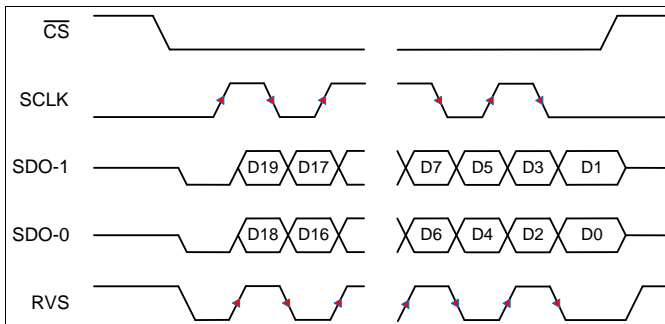 CS
SCLK
SDO-1 D19 D17 D7 D5 D3 D1
SDO-0 D18 D16 D6 D4 D2 D0
RVS